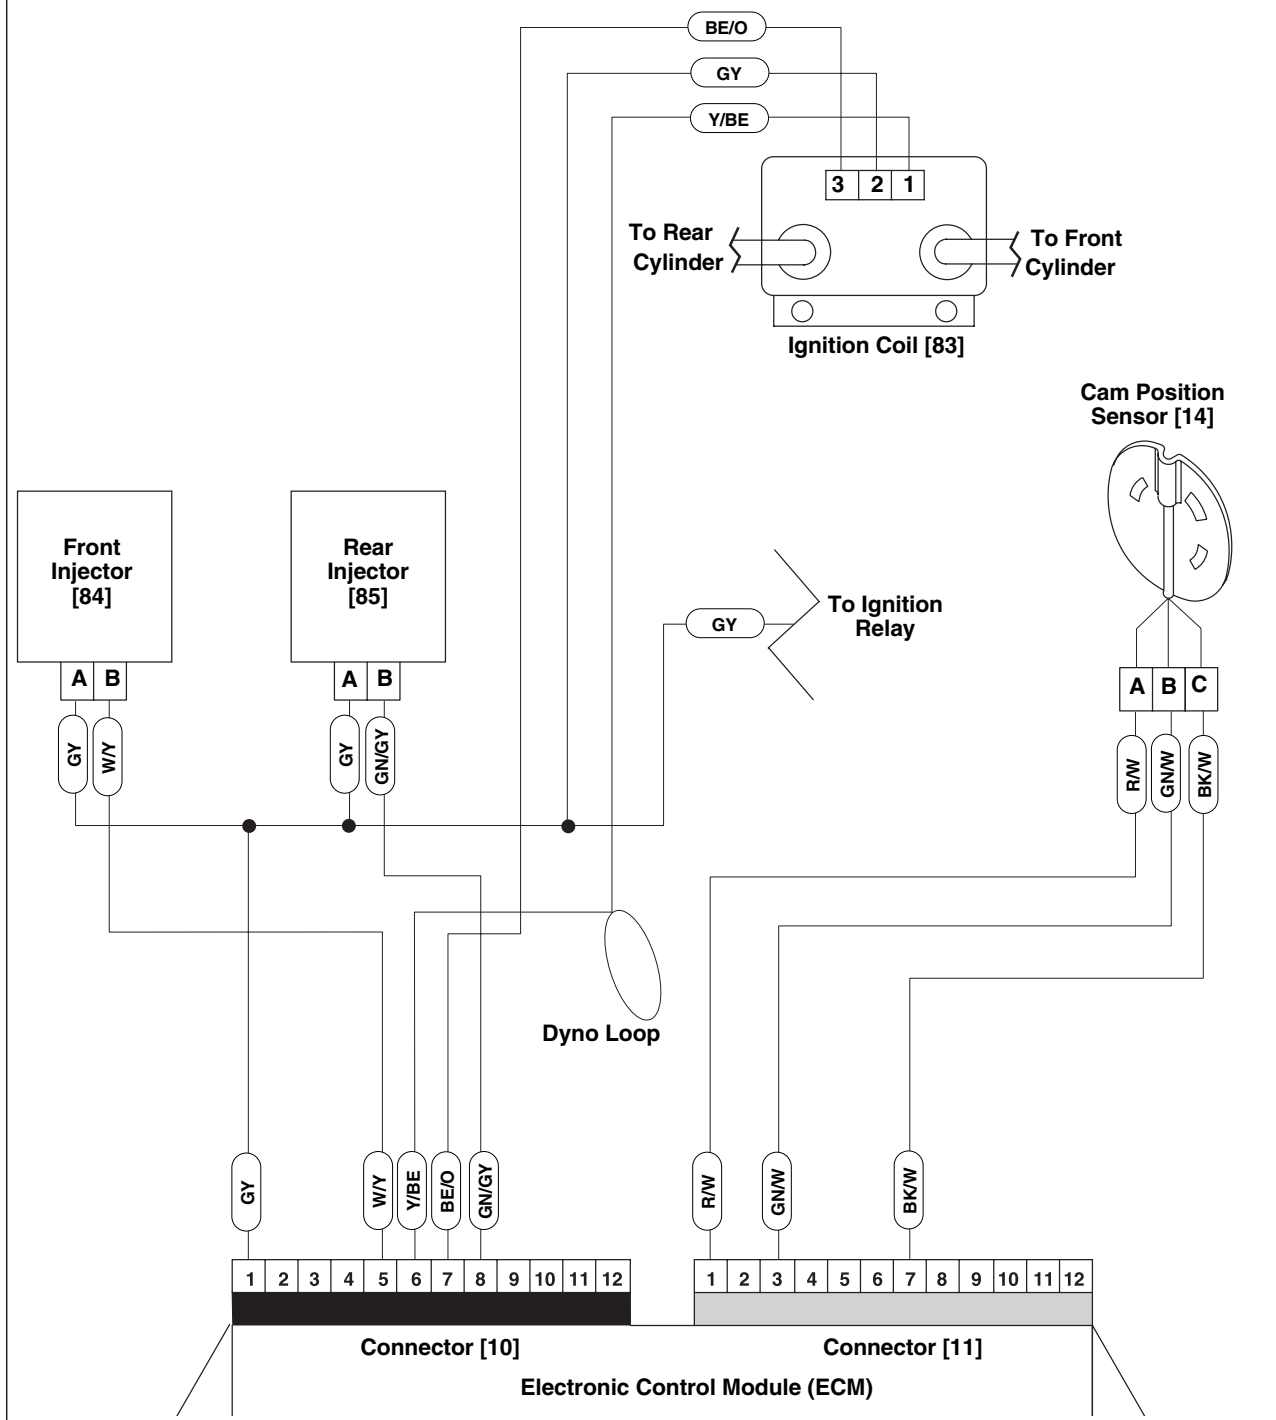 BE/O
GY
Y/BE
3 2 1
To Rear
Cylinder
To Front
Cylinder
Ignition Coil [83]
Cam Position
Sensor [14]
Front
Injector
[84]
Rear
Injector
[85]
To Ignition
Relay
GY
A B
A B
A B C
GY
W/Y
GY
GN/GY
R/W
GN/W
BK/W
Dyno Loop
GY
W/Y
Y/BE
BE/O
GN/GY
R/W
GN/W
BK/W
1 2 3 4 5 6 7 8 9 10 11 12
1 2 3 4 5 6 7 8 9 10 11 12
Connector [10]
Connector [11]
Electronic Control Module (ECM)